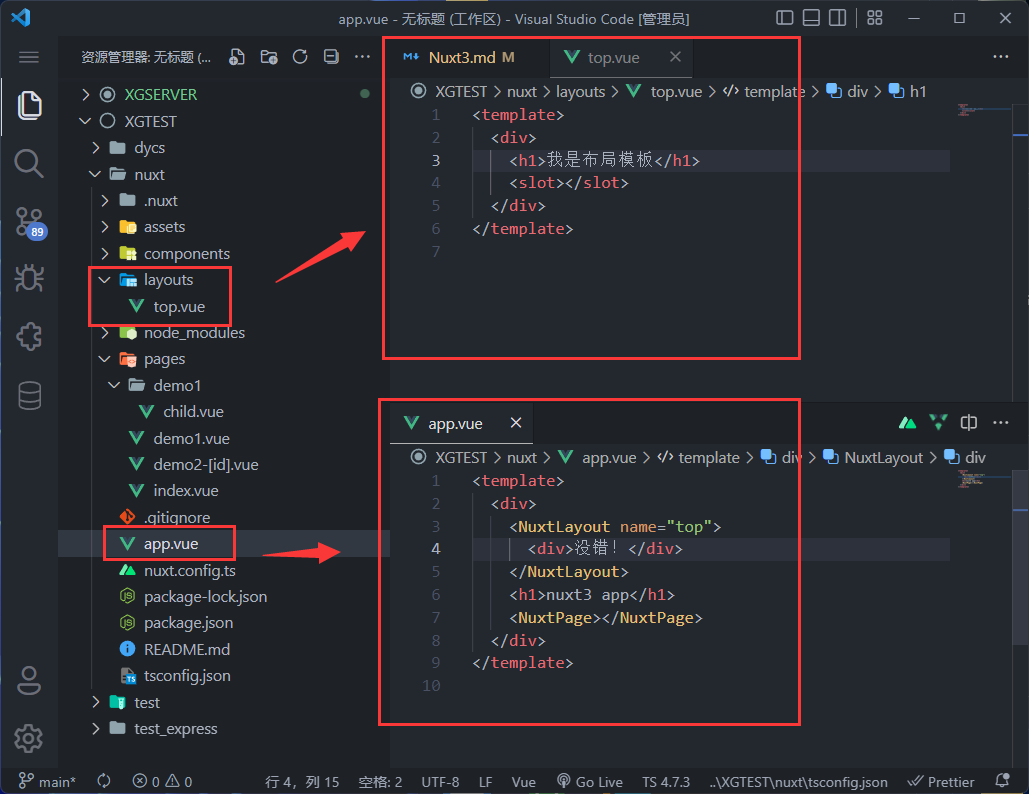 app.vue - 无标题 (工作区) - Visual Studio Code [管理员]
资源管理器: 无标题 (...
XGSERVER
XGTEST
dycs
nuxt
.nuxt
assets
components
layouts
top.vue
node_modules
pages
demo1
child.vue
demo1.vue
demo2-[id].vue
index.vue
.gitignore
app.vue
nuxt.config.ts
package-lock.json
package.json
README.md
tsconfig.json
test
test_express
89
Nuxt3.md M
top.vue
XGTEST > nuxt > layouts > top.vue > template > div > h1
1 <template>
2 <div>
3 <h1>我是布局模板</h1>
4 <slot></slot>
5 </div>
6 </template>
7
app.vue
XGTEST > nuxt > app.vue > template > div > NuxtLayout > div
1 <template>
2 <div>
3 <NuxtLayout name="top">
4 <div>没错！</div>
5 </NuxtLayout>
6 <h1>nuxt3 app</h1>
7 <NuxtPage></NuxtPage>
8 </div>
9 </template>
10
main* 0 0 行 4，列 15 空格: 2 UTF-8 LF Vue Go Live TS 4.7.3 ..\XGTEST\nuxt\tsconfig.json Prettier